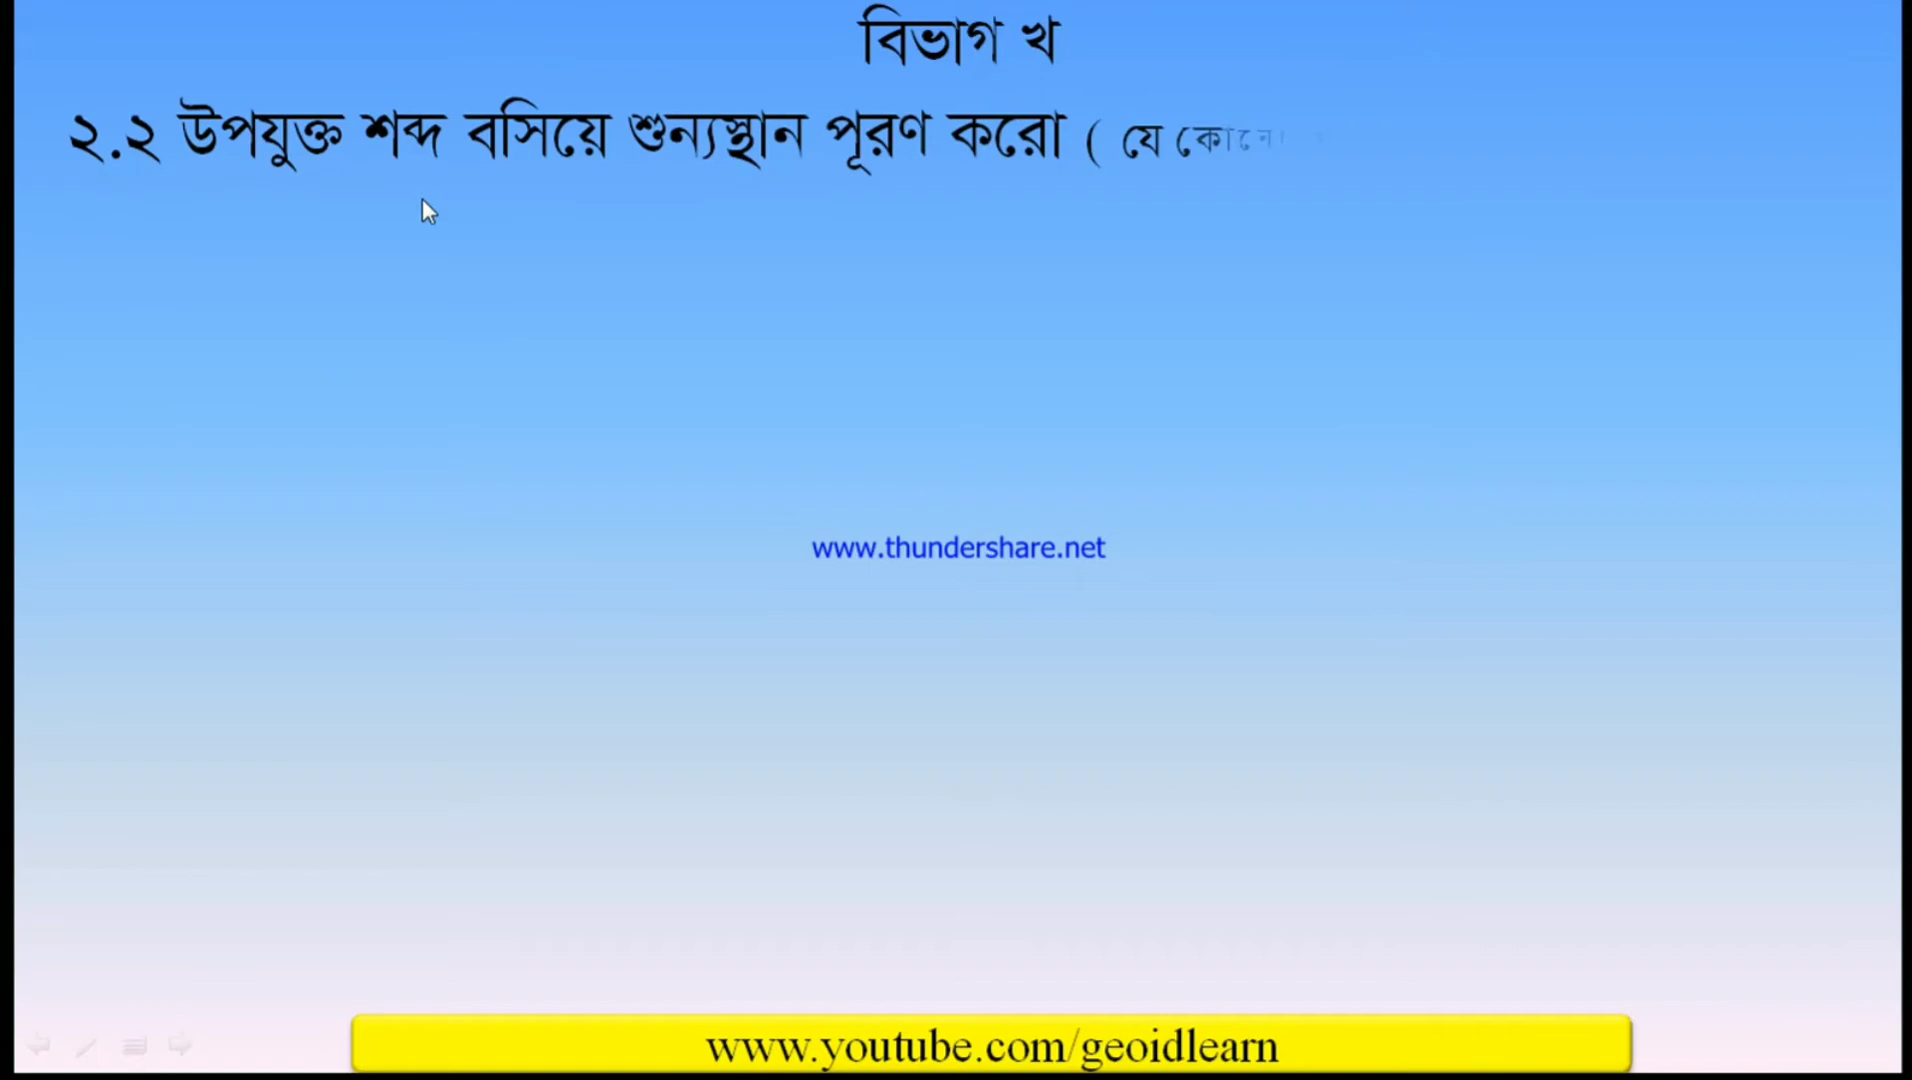 বিভাগ খ
২.২ উপযুক্ত শব্দ বসিয়ে শুন্যস্থান পূরণ করো ( যে কোনো
www.thundershare.net
www.youtube.com/geoidlearn